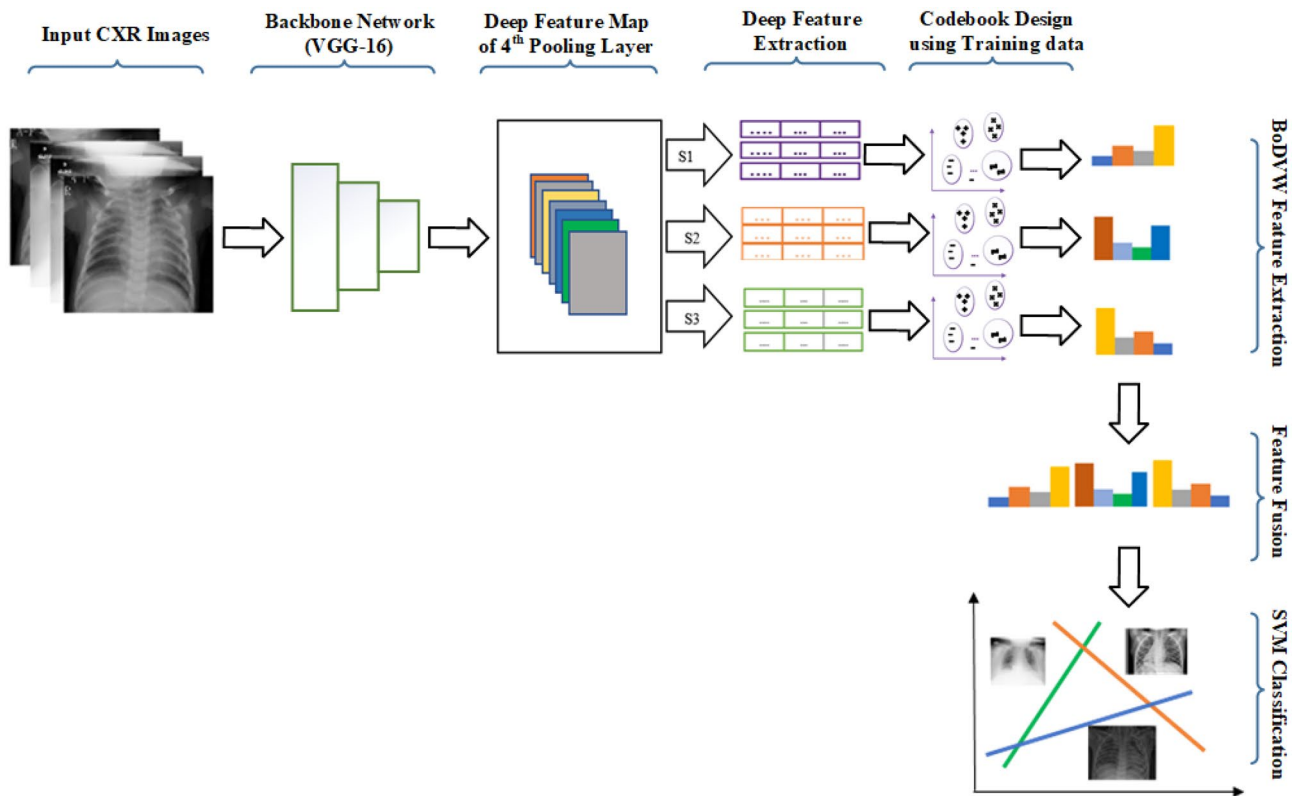 Input CXR Images
Backbone Network
(VGG-16)
Deep Feature Map
of 4th Pooling Layer
Deep Feature
Extraction
Codebook Design
using Training data
S1
S2
S3
BoDVW Feature Extraction
Feature Fusion
SVM Classification